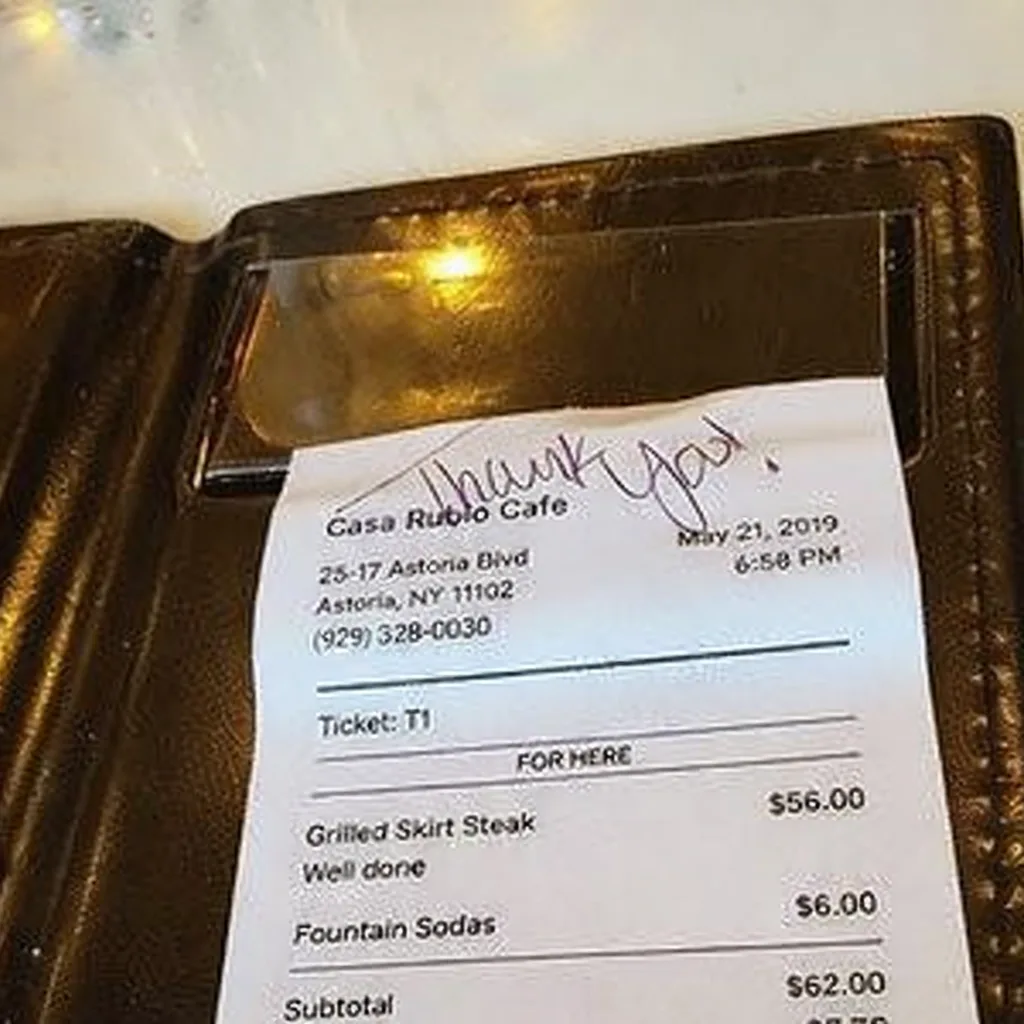 Thank You!
Casa Rubio Cafe
May 21, 2019
25-17 Astoria Blvd
6:58 PM
Astoria, NY 11102
(929) 328-0030
Ticket: T1
FOR HERE
Grilled Skirt Steak $56.00
Well done
Fountain Sodas $6.00
Subtotal $62.00